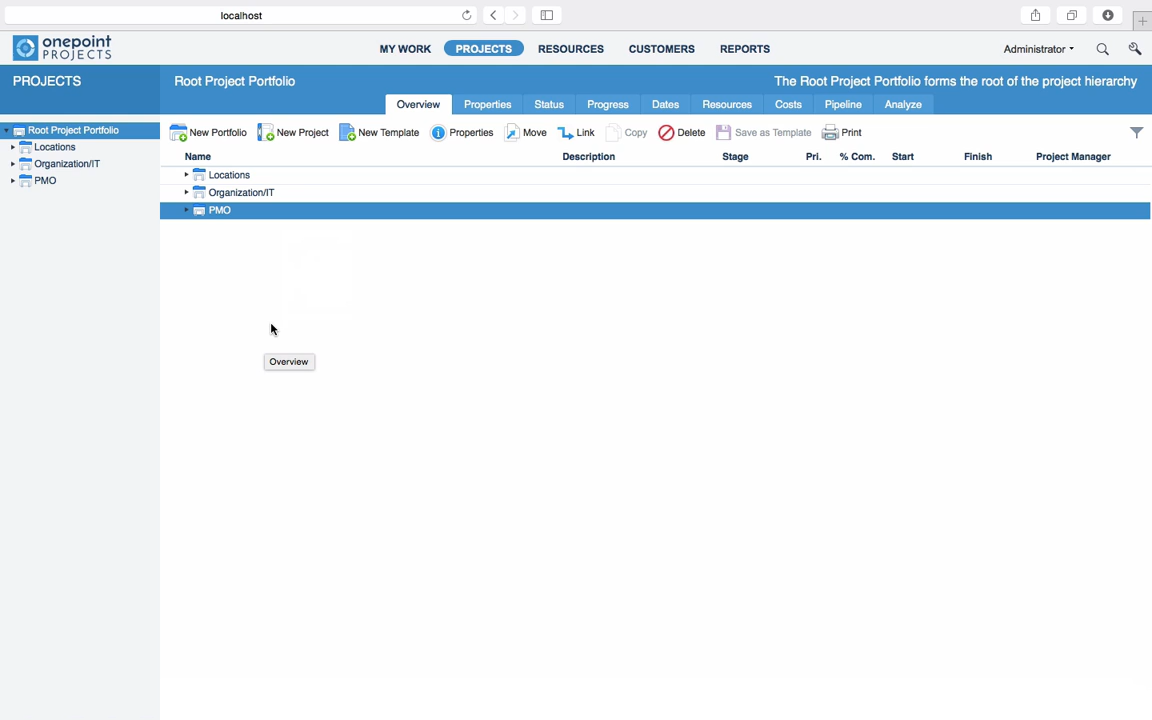 localhost
onepoint
PROJECTS
MY WORK PROJECTS RESOURCES CUSTOMERS REPORTS
Administrator
PROJECTS
Root Project Portfolio
The Root Project Portfolio forms the root of the project hierarchy
Overview Properties Status Progress Dates Resources Costs Pipeline Analyze
Root Project Portfolio
Locations
Organization/IT
PMO
New Portfolio New Project New Template Properties Move Link Copy Delete Save as Template Print
Name Description Stage Pri. % Com. Start Finish Project Manager
Locations
Organization/IT
PMO
Overview